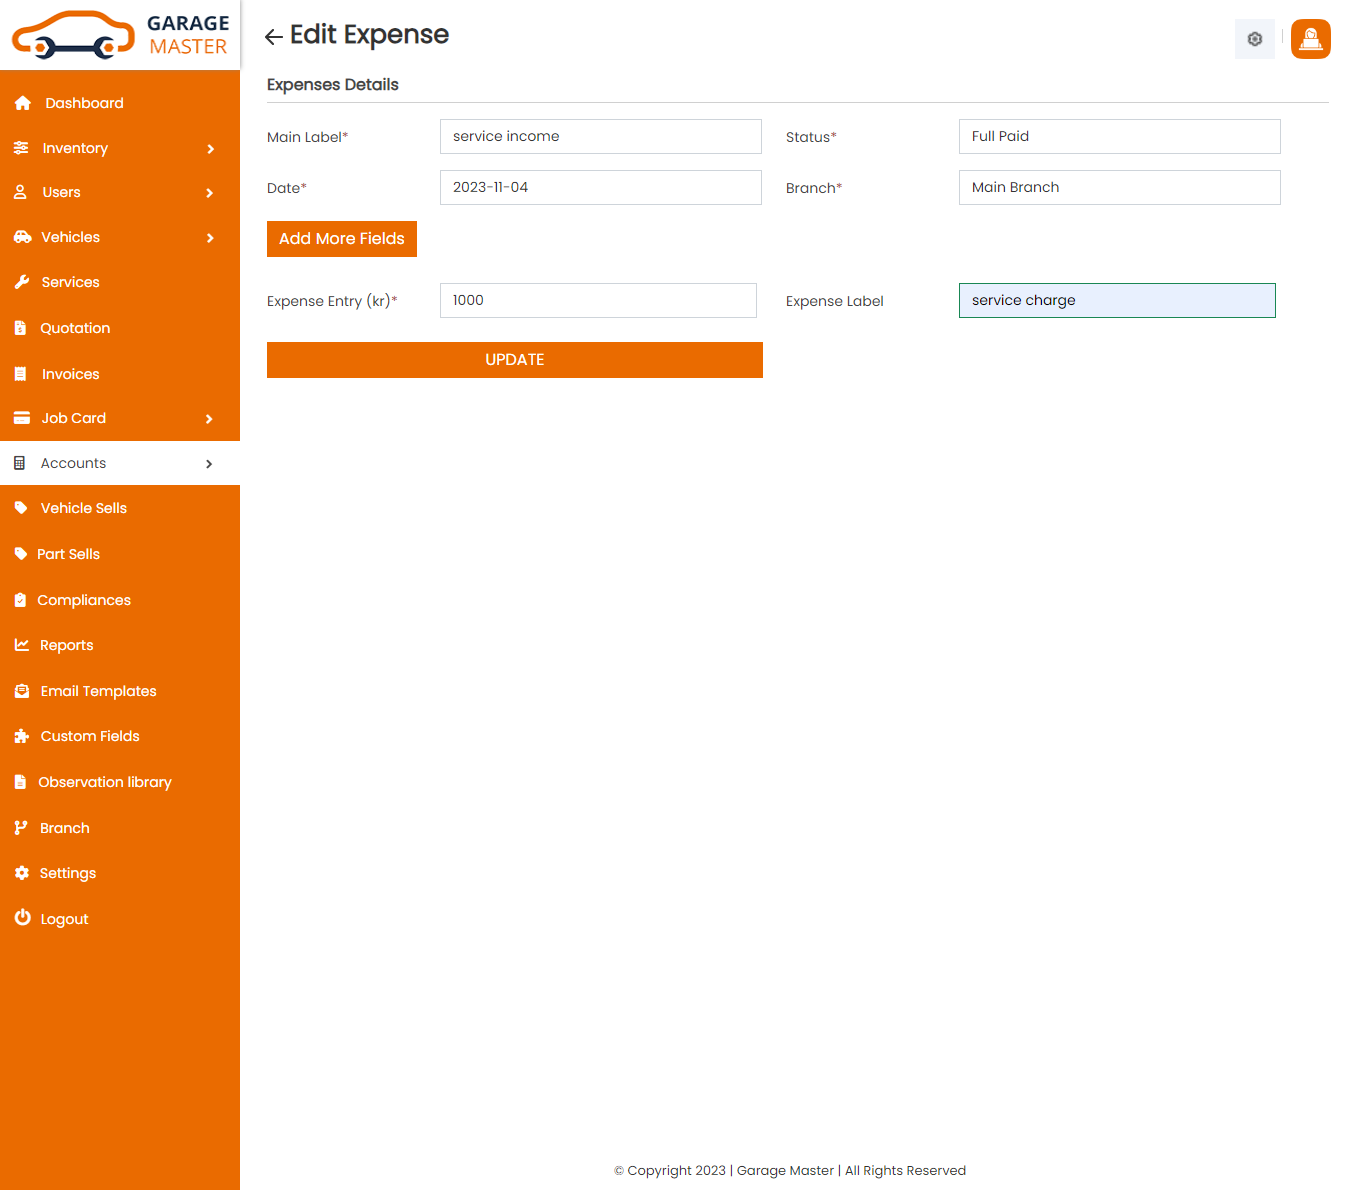 GARAGE
MASTER
Dashboard
Inventory
Users
Vehicles
Services
Quotation
Invoices
Job Card
Accounts
Vehicle Sells
Part Sells
Compliances
Reports
Email Templates
Custom Fields
Observation library
Branch
Settings
Logout
Edit Expense
Expenses Details
Main Label* service income Status* Full Paid
Date* 2023-11-04 Branch* Main Branch
Add More Fields
Expense Entry (kr)* 1000 Expense Label service charge
UPDATE
© Copyright 2023 | Garage Master | All Rights Reserved